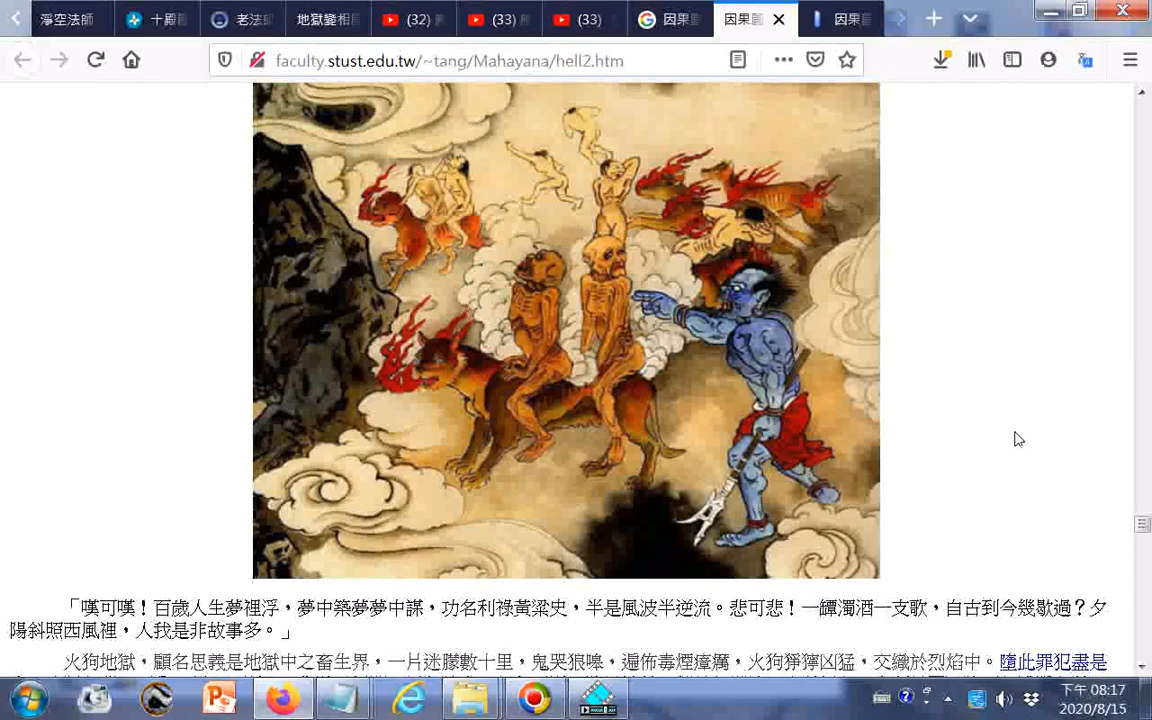 淨空法師
十殿
老法師
地獄變相
(32)
(33)
(33)
因果
因果
因果
faculty.stust.edu.tw/~tang/Mahayana/hell2.htm
「嘆可嘆！百歲人生夢裡浮，夢中築夢夢中謀，功名利祿黃粱史，半是風波半逆流。悲可悲！一罈濁酒一支歌，自古到今幾歇過？夕
陽斜照西風裡，人我是非故事多。」
火狗地獄，顧名思義是地獄中之畜生界，一片迷朦數十里，鬼哭狼嗥，遍佈毒煙瘴癘，火狗猙獰凶猛，交織於烈焰中。墮此罪犯盡是
下午 08:17
2020/8/15